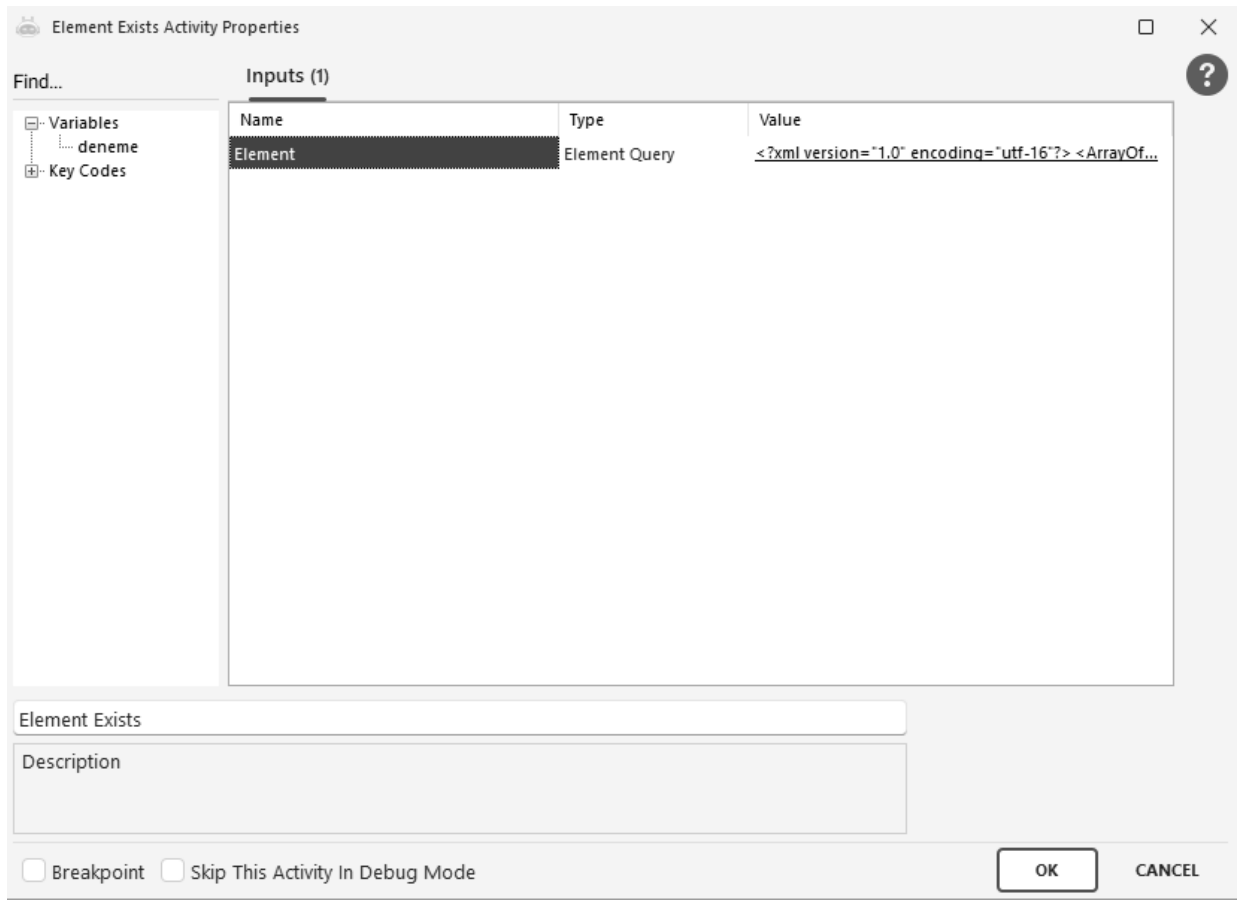 Element Exists Activity Properties
Find...
Inputs (1)
?
Variables
deneme
Key Codes
Name Type Value
Element Element Query <?xml version="1.0" encoding="utf-16"?> <ArrayOf...
Element Exists
Description
Breakpoint Skip This Activity In Debug Mode
OK CANCEL